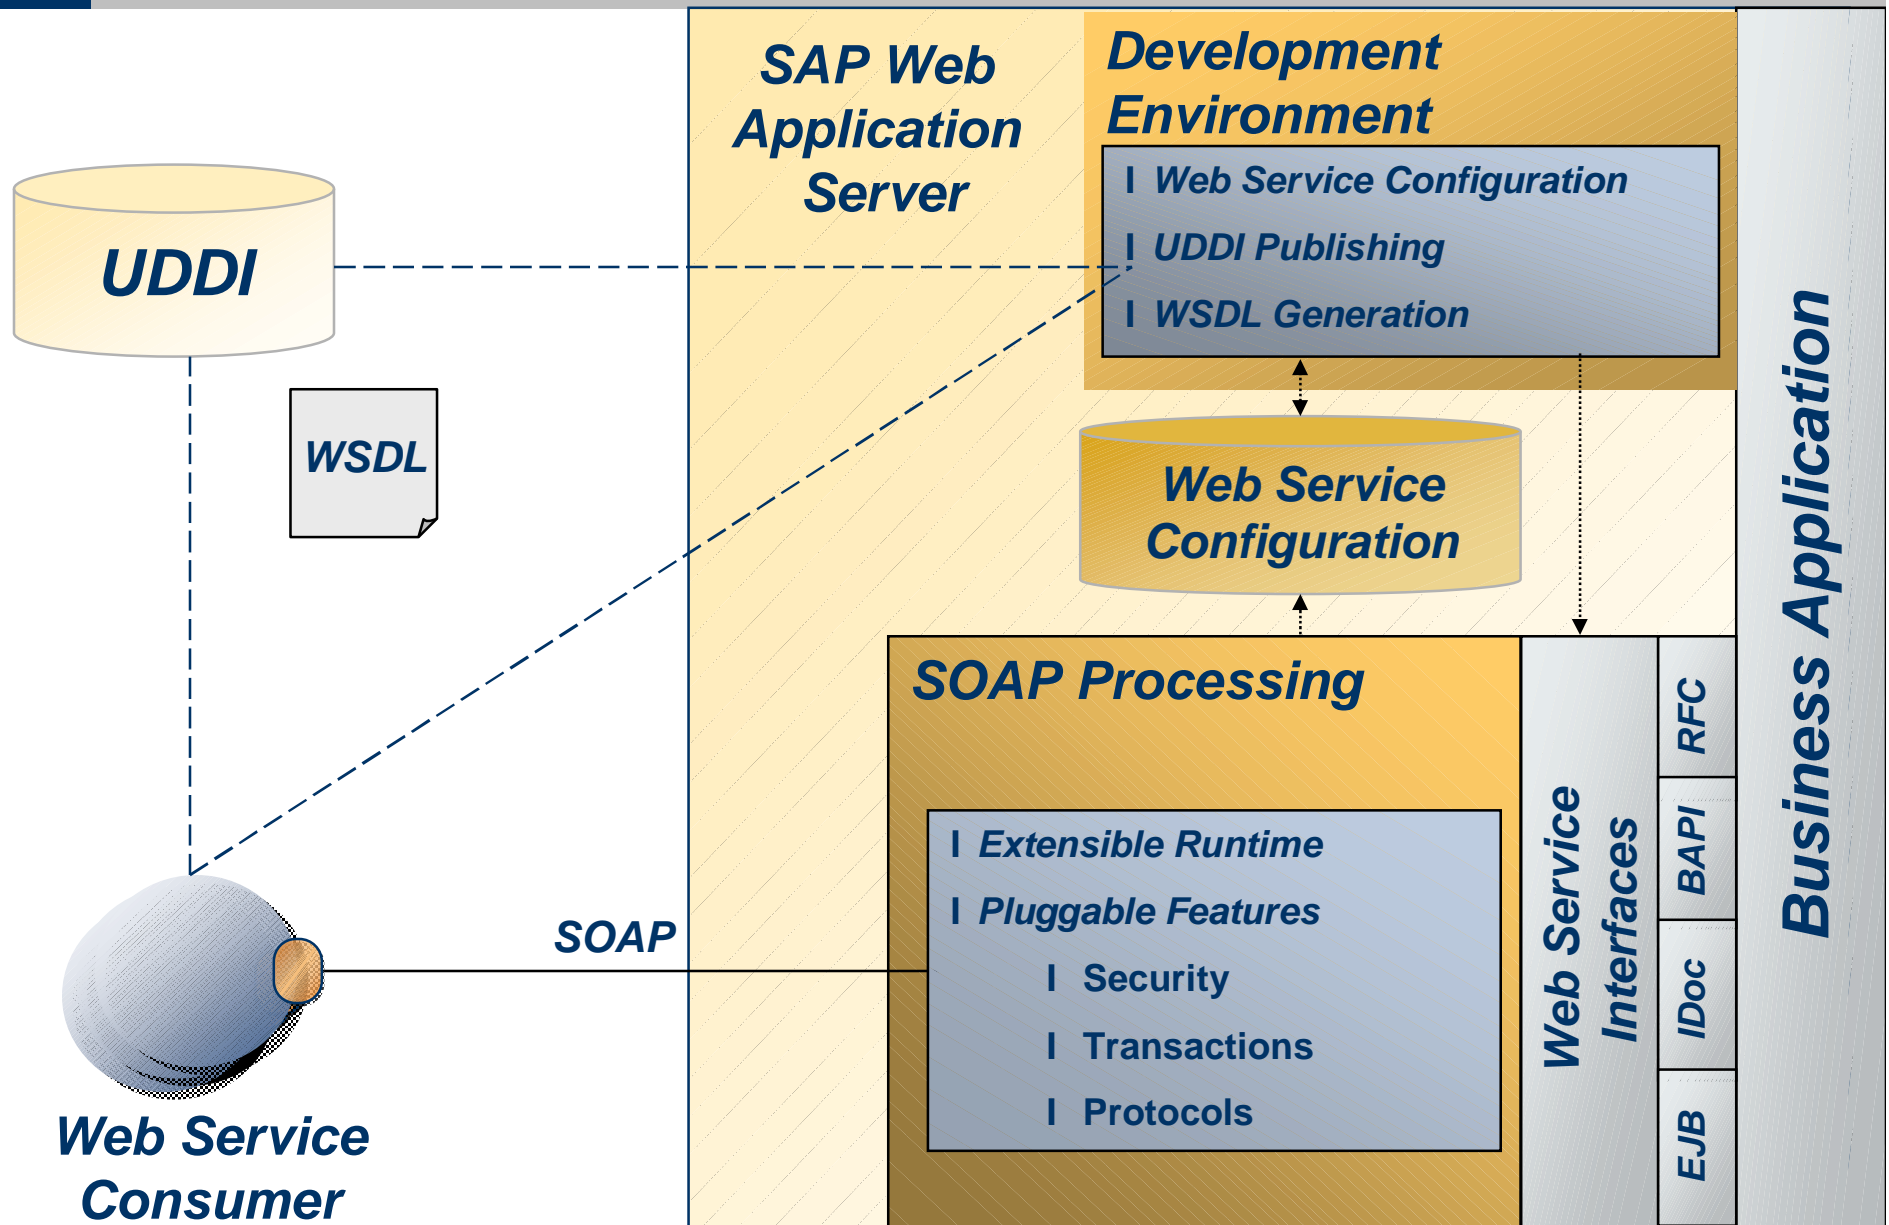 SAP Web
Application
Server
Development
Environment
I Web Service Configuration
I UDDI Publishing
I WSDL Generation
UDDI
WSDL
Web Service
Configuration
SOAP Processing
I Extensible Runtime
I Pluggable Features
I Security
I Transactions
I Protocols
SOAP
Web Service
Consumer
Web Service
Interfaces
RFC
BAPI
IDoc
EJB
Business Application